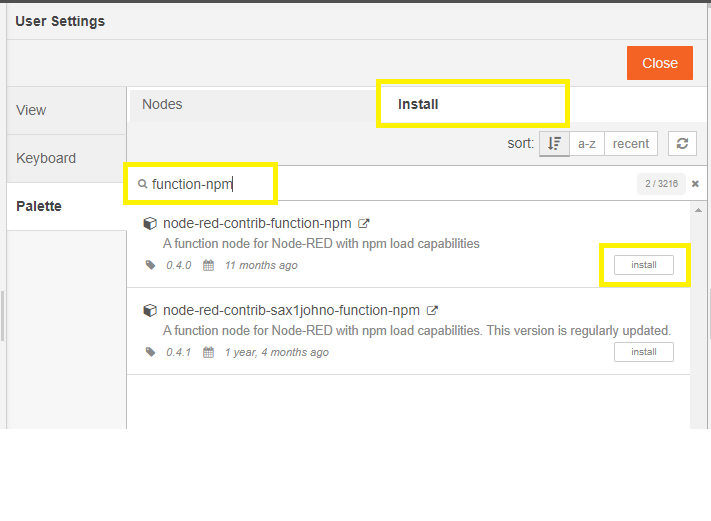 User Settings
Close
View
Keyboard
Palette
Nodes
Install
sort: a-z recent
function-npm
2 / 3216
node-red-contrib-function-npm
A function node for Node-RED with npm load capabilities
0.4.0 11 months ago
install
node-red-contrib-sax1johno-function-npm
A function node for Node-RED with npm load capabilities. This version is regularly updated.
0.4.1 1 year, 4 months ago
install